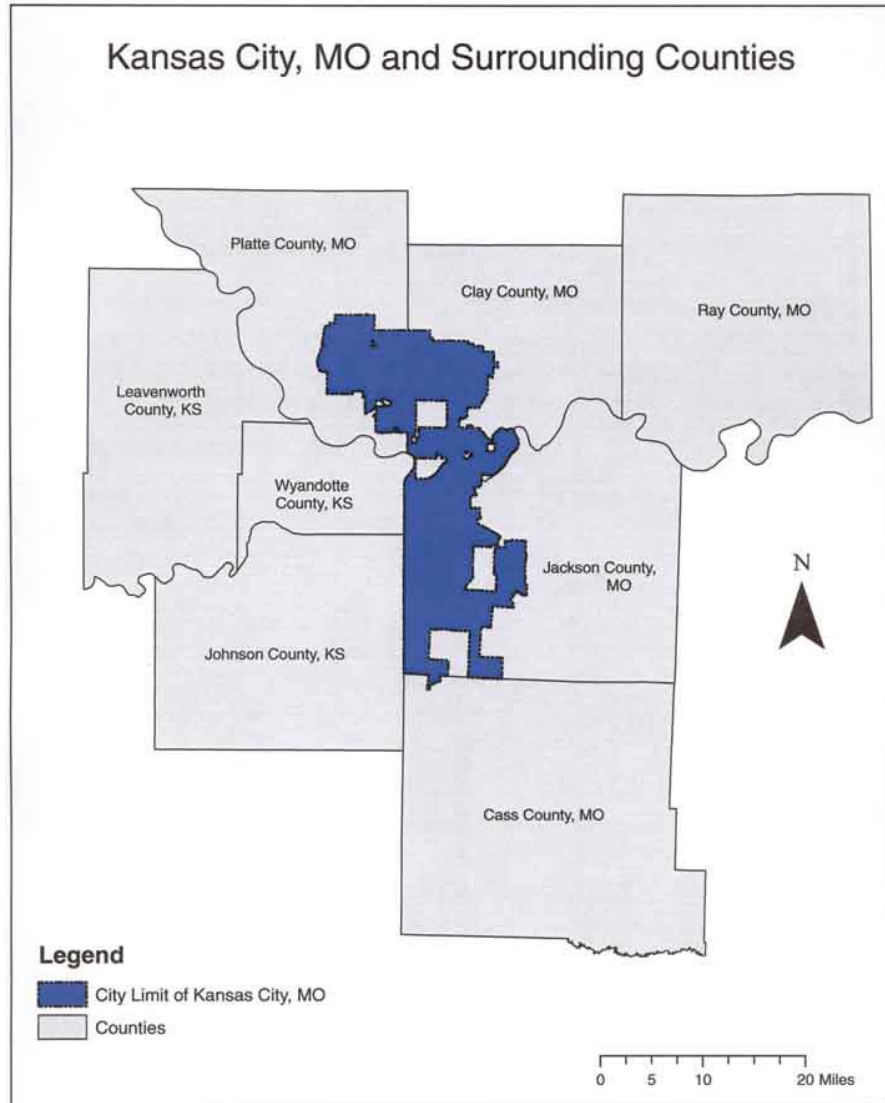 Kansas City, MO and Surrounding Counties
Platte County, MO
Clay County, MO
Ray County, MO
Leavenworth
County, KS
Wyandotte
County, KS
Jackson County,
MO
N
Johnson County, KS
Cass County, MO
Legend
City Limit of Kansas City, MO
Counties
0 5 10 20 Miles